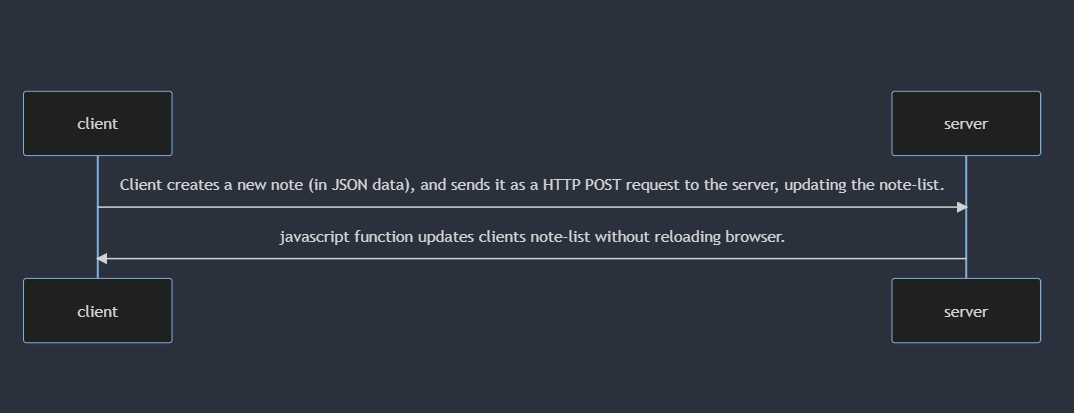 client
server
Client creates a new note (in JSON data), and sends it as a HTTP POST request to the server, updating the note-list.
javascript function updates clients note-list without reloading browser.
client
server